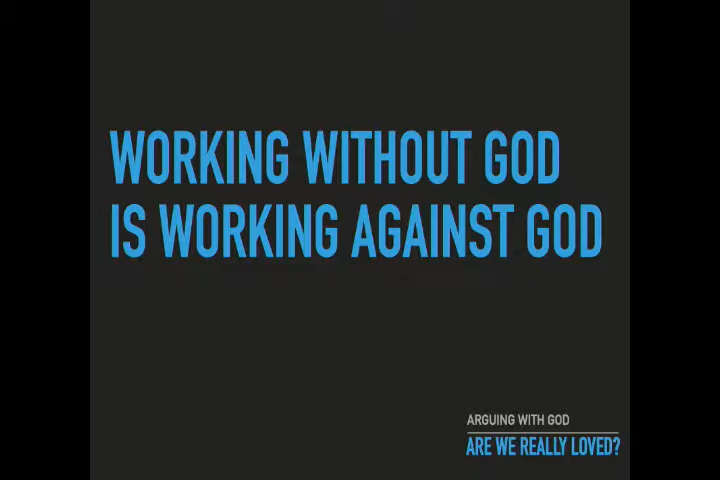 WORKING WITHOUT GOD
IS WORKING AGAINST GOD
ARGUING WITH GOD
ARE WE REALLY LOVED?